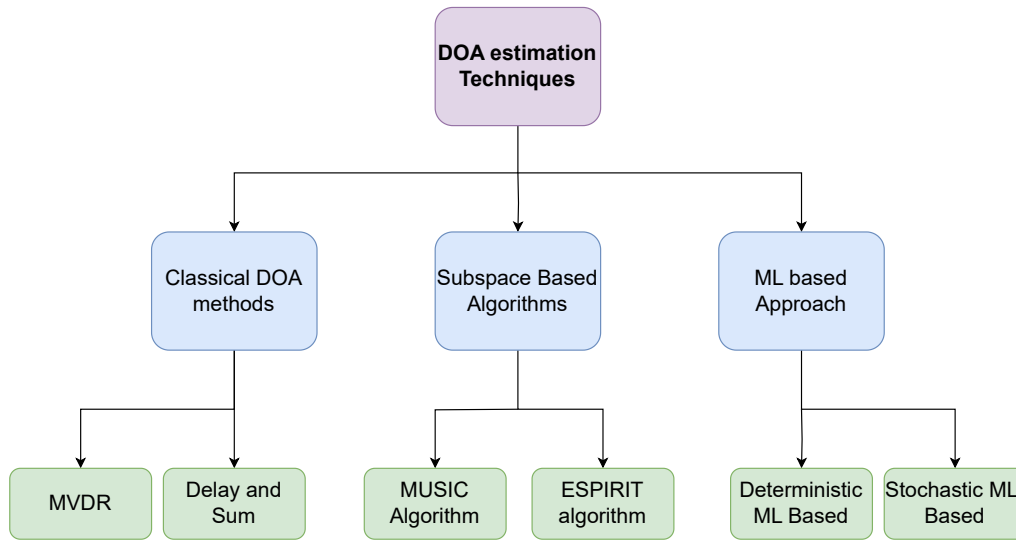 DOA estimation
Techniques
Classical DOA
methods
Subspace Based
Algorithms
ML based
Approach
MVDR
Delay and
Sum
MUSIC
Algorithm
ESPIRIT
algorithm
Deterministic
ML Based
Stochastic ML
Based